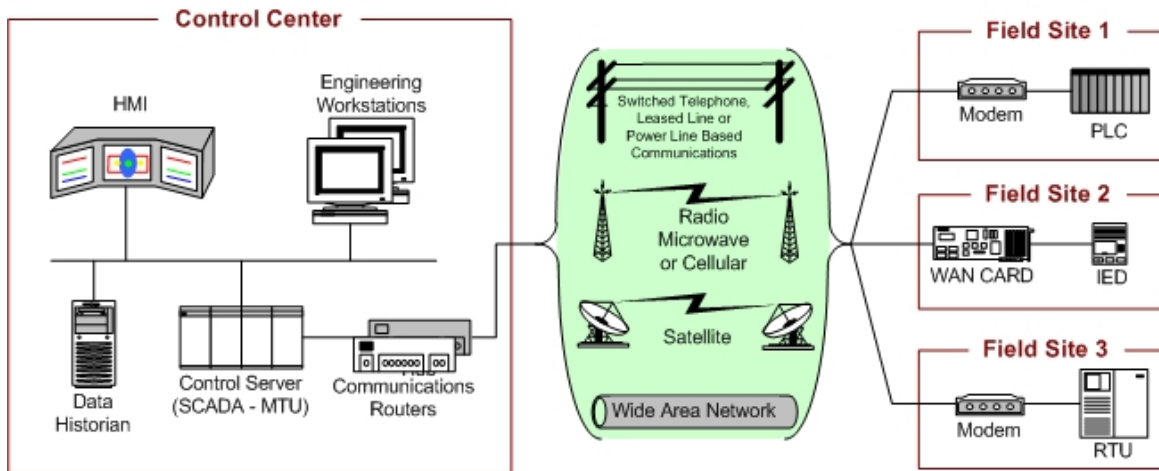 Control Center
HMI
Engineering
Workstations
Data
Historian
Control Server
(SCADA - MTU)
Communications
Routers
Switched Telephone,
Leased Line or
Power Line Based
Communications
Radio
Microwave
or Cellular
Satellite
Wide Area Network
Field Site 1
Modem
PLC
Field Site 2
WAN CARD
IED
Field Site 3
Modem
RTU